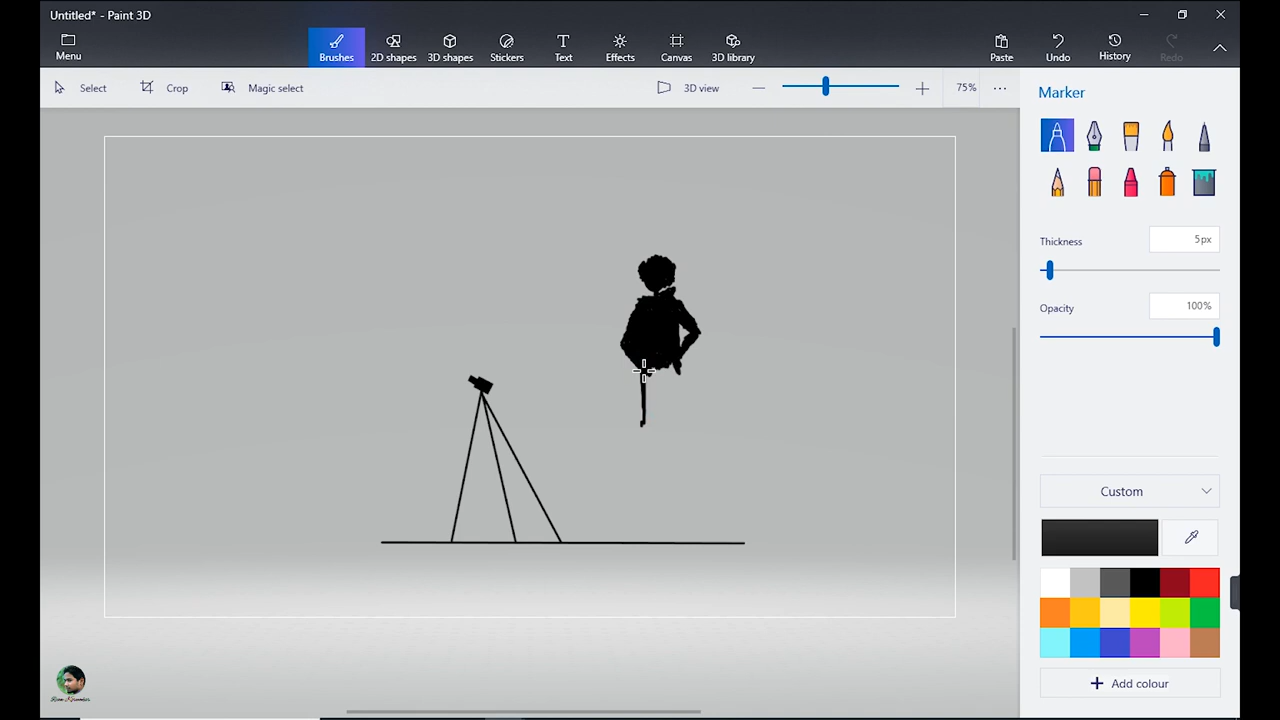 Untitled* - Paint 3D
Menu
Brushes
2D shapes
3D shapes
Stickers
Text
Effects
Canvas
3D library
Paste
Undo
History
Redo
Select
Crop
Magic select
3D view
75%
Marker
Thickness
5px
Opacity
100%
Custom
Add colour